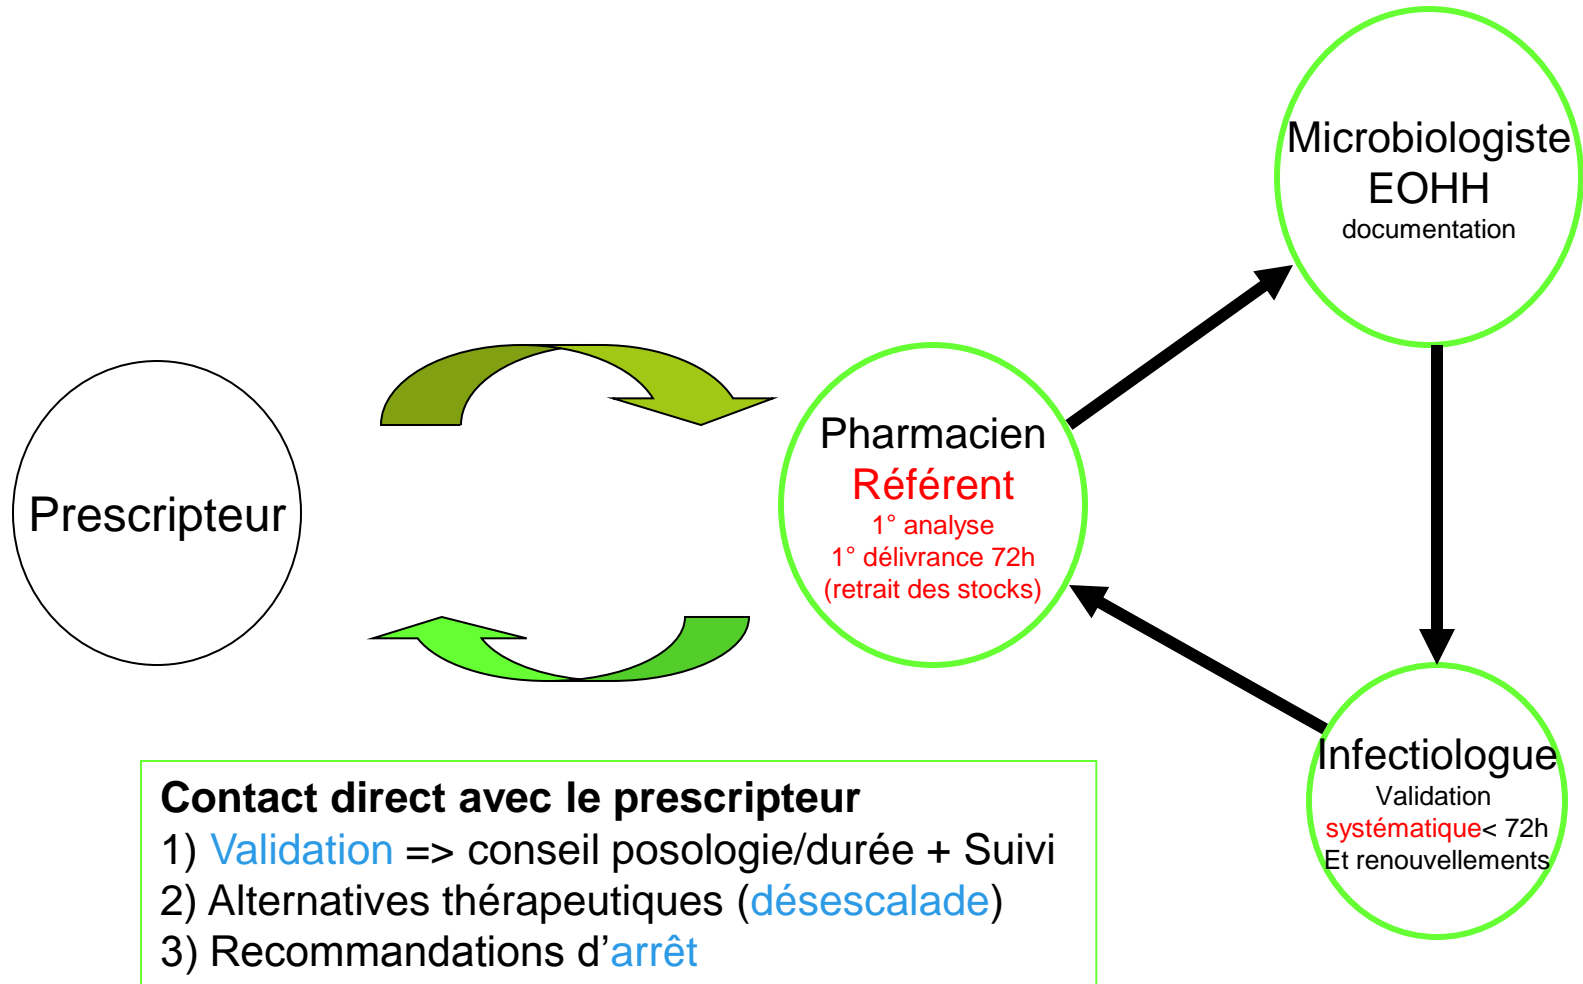 Microbiologiste
EOHH
documentation
Prescripteur
Pharmacien
Référent
1° analyse
1° délivrance 72h
(retrait des stocks)
Infectiologue
Validation
systématique< 72h
Et renouvellements
Contact direct avec le prescripteur
1) Validation => conseil posologie/durée + Suivi
2) Alternatives thérapeutiques (désescalade)
3) Recommandations d’arrêt